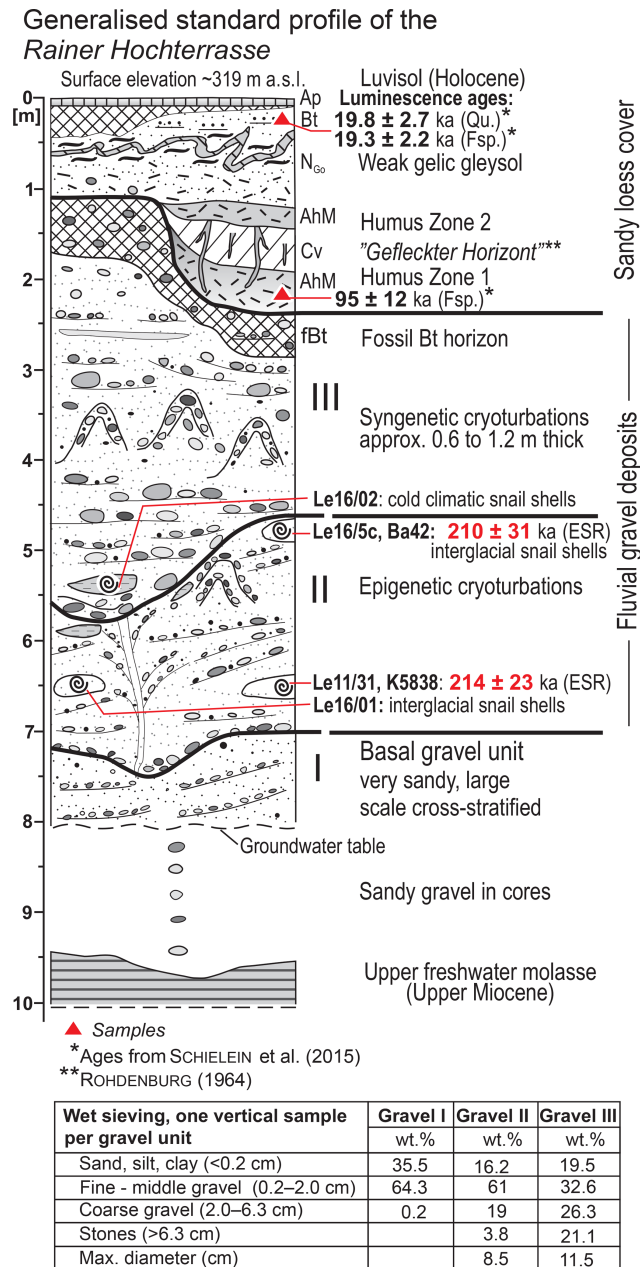 Generalised standard profile of the
Rainer Hochterrasse
Surface elevation ~319 m a.s.l.
Luvisol (Holocene)
0
[m]
Ap
Luminescence ages:
Bt
19.8 ± 2.7 ka (Qu.)*
19.3 ± 2.2 ka (Fsp.)*
NGo
Weak gelic gleysol
1
AhM
Humus Zone 2
Cv
"Gefleckter Horizont"**
2
AhM
Humus Zone 1
95 ± 12 ka (Fsp.)*
Sandy loess cover
fBt
Fossil Bt horizon
3
III
Syngenetic cryoturbations
approx. 0.6 to 1.2 m thick
4
Le16/02: cold climatic snail shells
Le16/5c, Ba42: 210 ± 31 ka (ESR)
interglacial snail shells
5
II
Epigenetic cryoturbations
Fluvial gravel deposits
6
Le11/31, K5838: 214 ± 23 ka (ESR)
Le16/01: interglacial snail shells
7
I
Basal gravel unit
very sandy, large
scale cross-stratified
8
Groundwater table
Sandy gravel in cores
9
Upper freshwater molasse
(Upper Miocene)
10
Samples
*Ages from SCHIELEIN et al. (2015)
**ROHDENBURG (1964)
Wet sieving, one vertical sample per gravel unit Gravel I Gravel II Gravel III
wt.% wt.% wt.%
Sand, silt, clay (<0.2 cm) 35.5 16.2 19.5
Fine - middle gravel (0.2–2.0 cm) 64.3 61 32.6
Coarse gravel (2.0–6.3 cm) 0.2 19 26.3
Stones (>6.3 cm) 3.8 21.1
Max. diameter (cm) 8.5 11.5